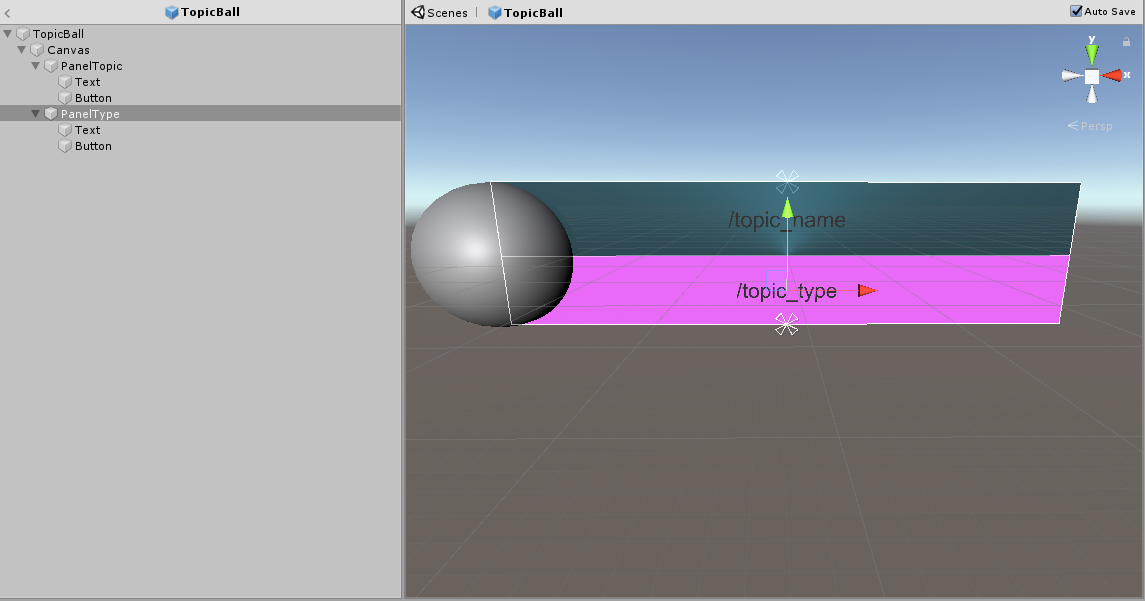 TopicBall
Scenes | TopicBall
Auto Save
TopicBall
Canvas
PanelTopic
Text
Button
PanelType
Text
Button
y
x
Persp
/topic_name
/topic_type